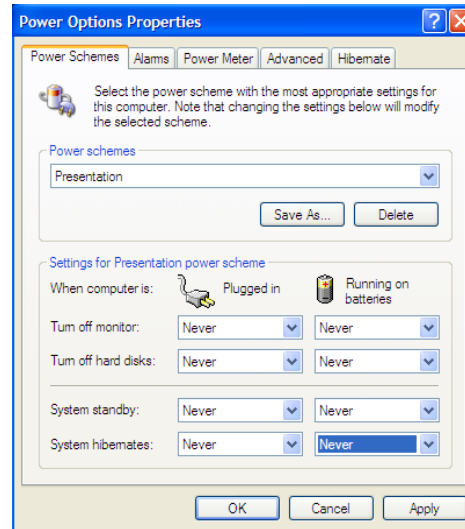 Power Options Properties
Power Schemes Alarms Power Meter Advanced Hibernate
Select the power scheme with the most appropriate settings for
this computer. Note that changing the settings below will modify
the selected scheme.
Power schemes
Presentation
Save As... Delete
Settings for Presentation power scheme
When computer is: Plugged in Running on
batteries
Turn off monitor: Never Never
Turn off hard disks: Never Never
System standby: Never Never
System hibernates: Never Never
OK Cancel Apply